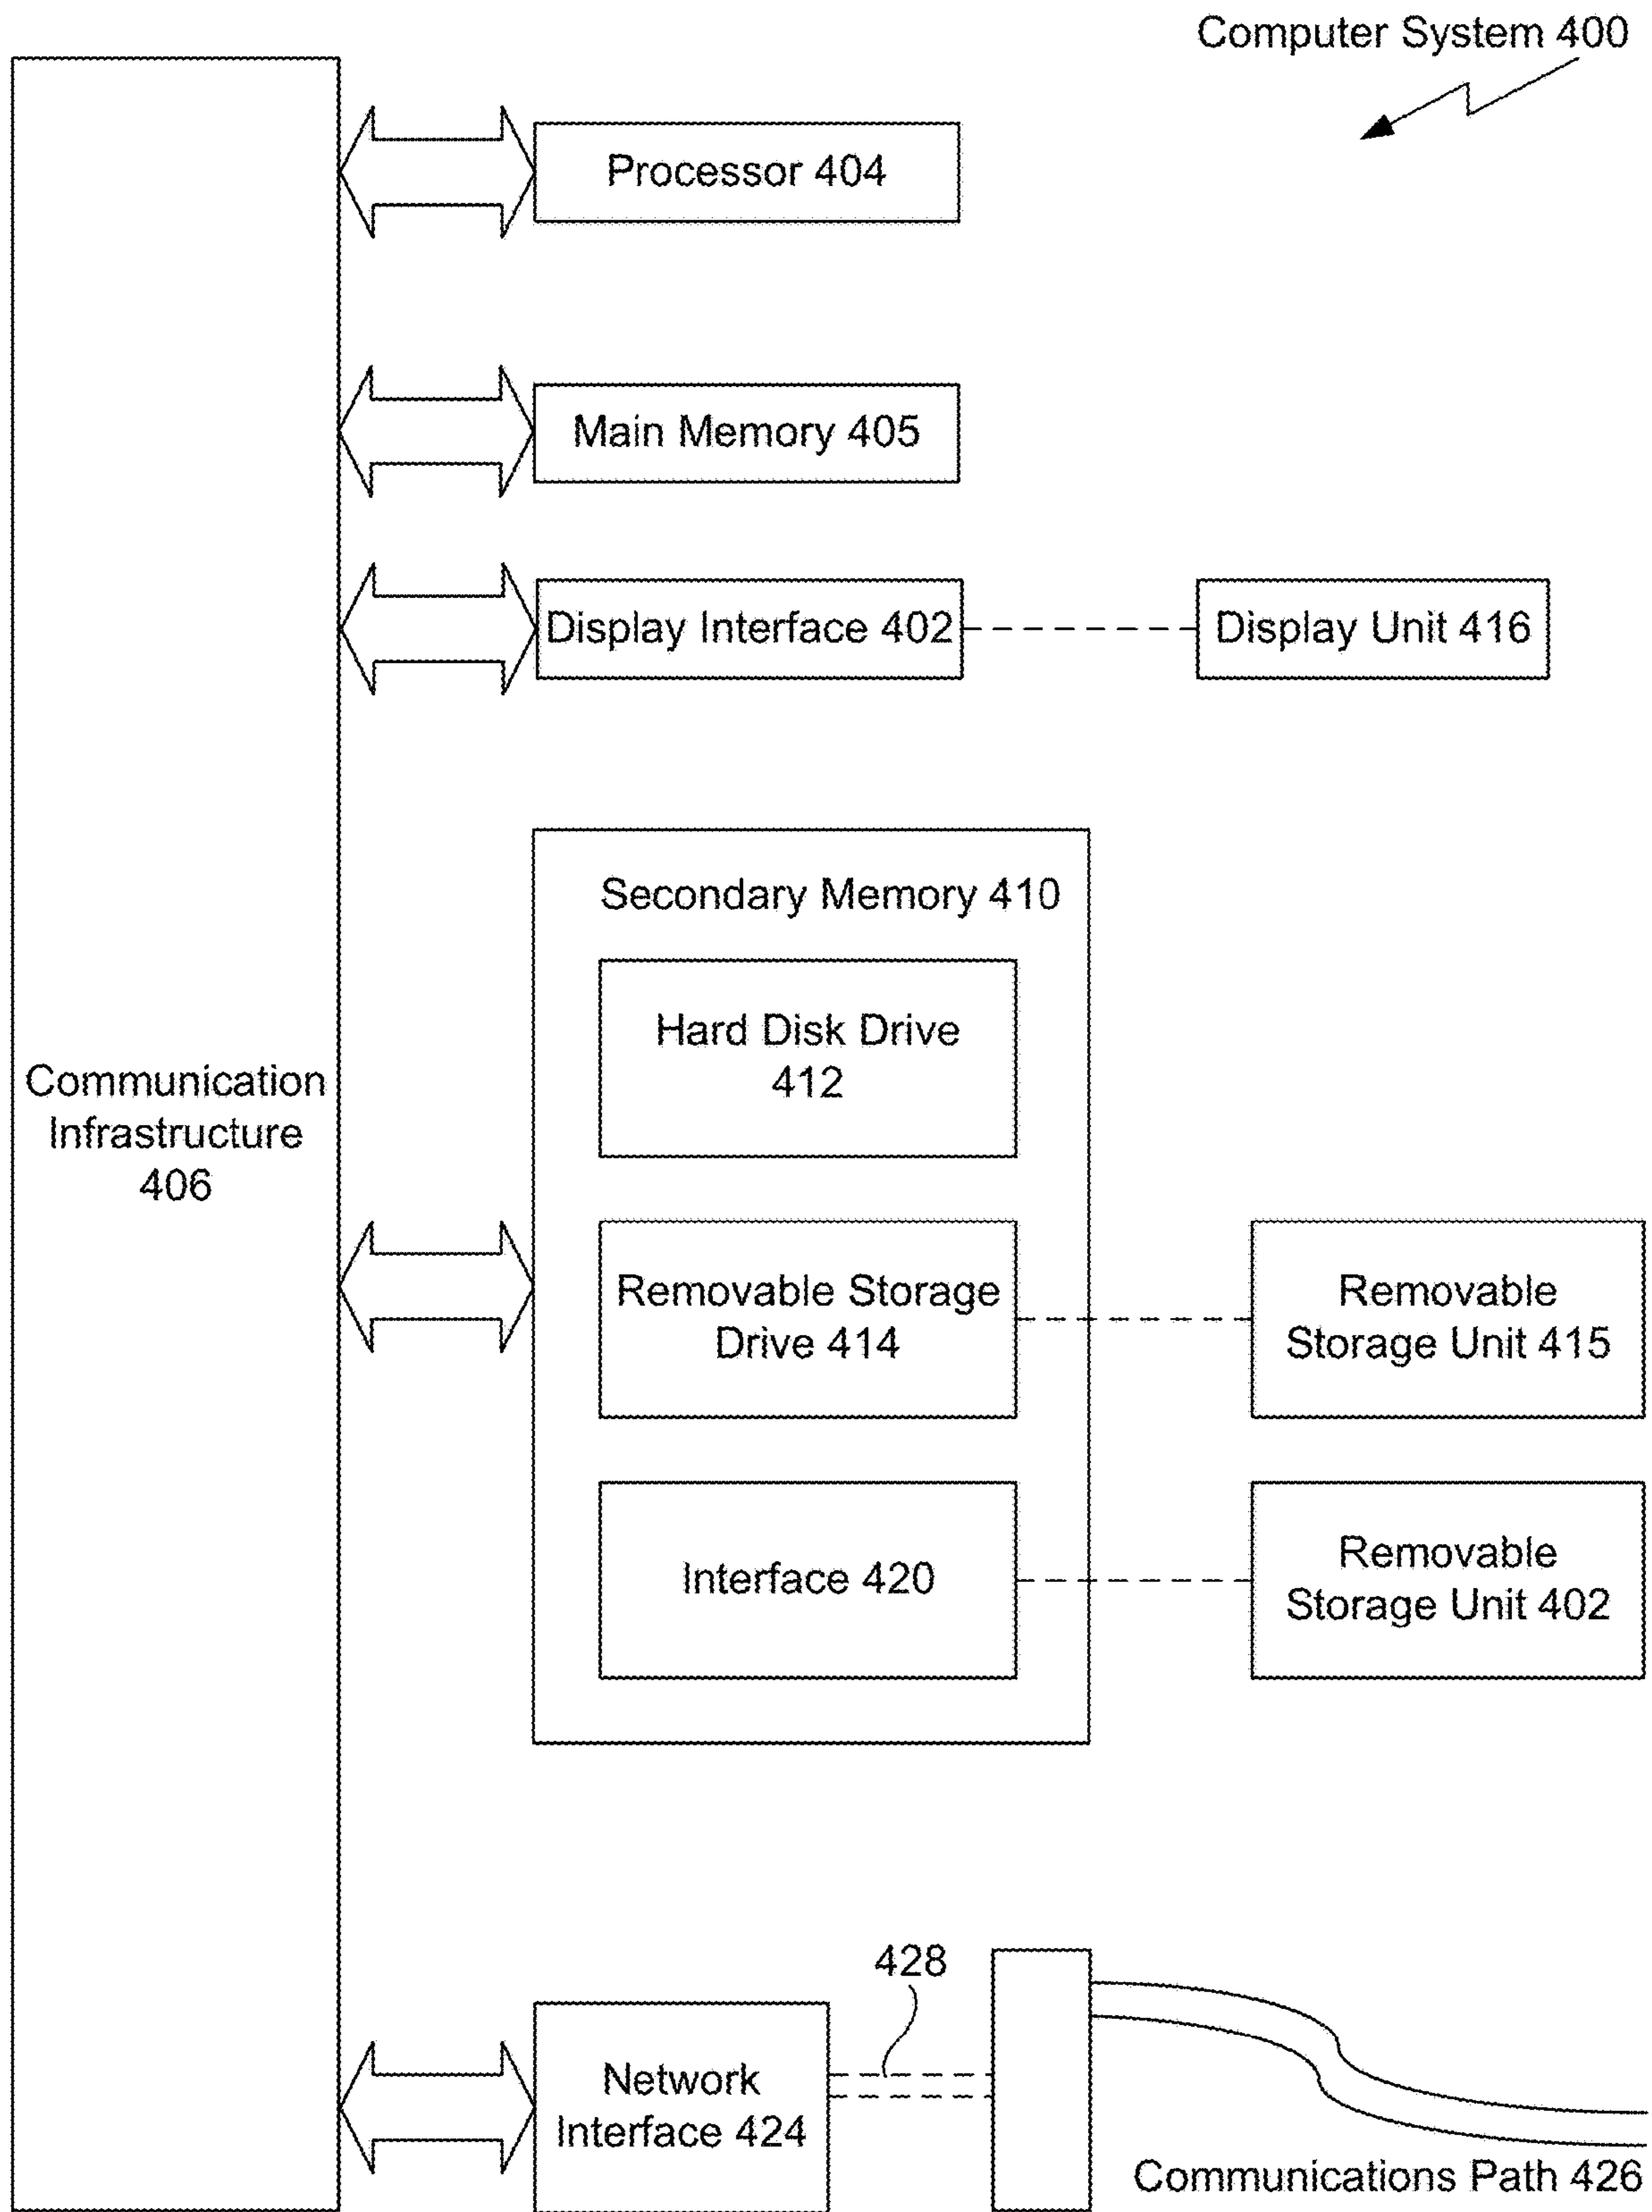 Computer System 400
Processor 404
Main Memory 405
Display Interface 402
Display Unit 416
Secondary Memory 410
Hard Disk Drive
412
Communication
Infrastructure
406
Removable Storage
Drive 414
Removable
Storage Unit 415
Interface 420
Removable
Storage Unit 402
428
Network
Interface 424
Communications Path 426